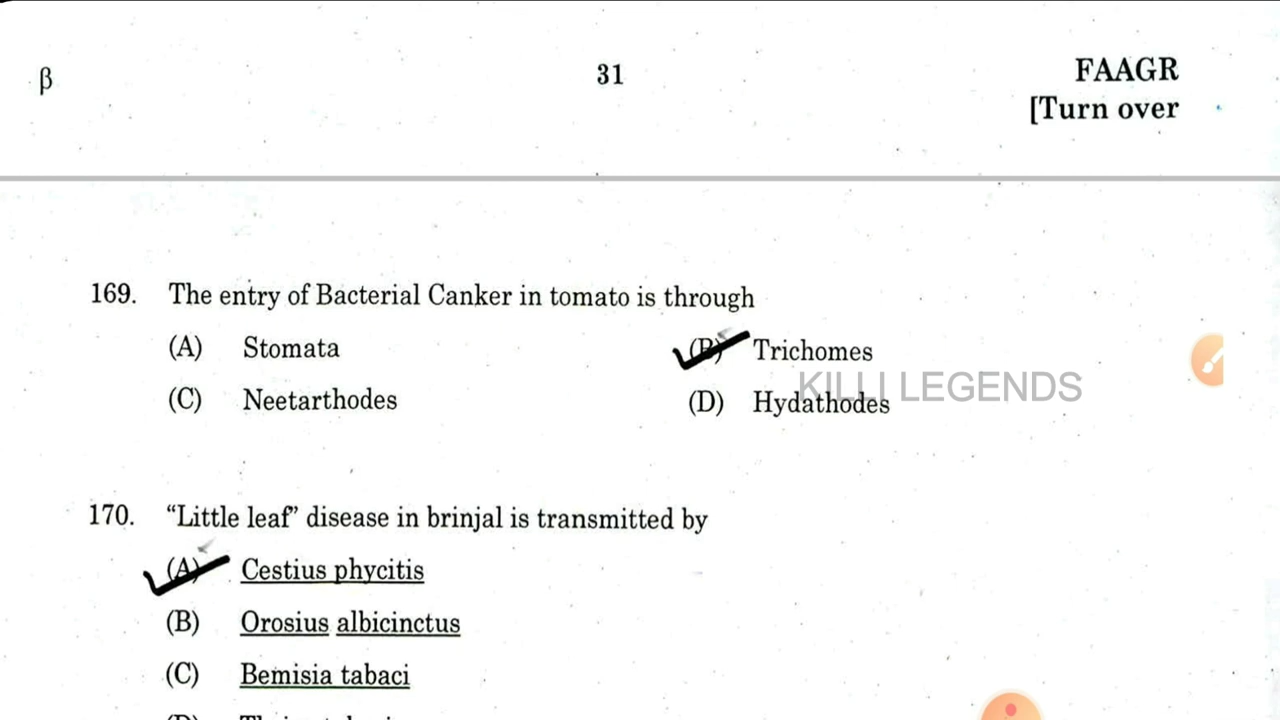 β 31 FAAGR
[Turn over
169. The entry of Bacterial Canker in tomato is through
(A) Stomata (B) Trichomes
KILLI LEGENDS
(C) Neetarthodes (D) Hydathodes
170. “Little leaf” disease in brinjal is transmitted by
(A) Cestius phycitis
(B) Orosius albicinctus
(C) Bemisia tabaci